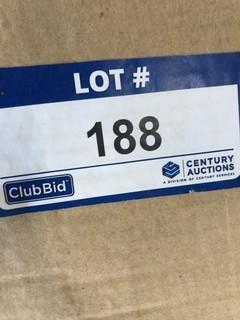 LOT #
188
ClubBid
CENTURY
AUCTIONS
A DIVISION OF CENTURY SERVICES